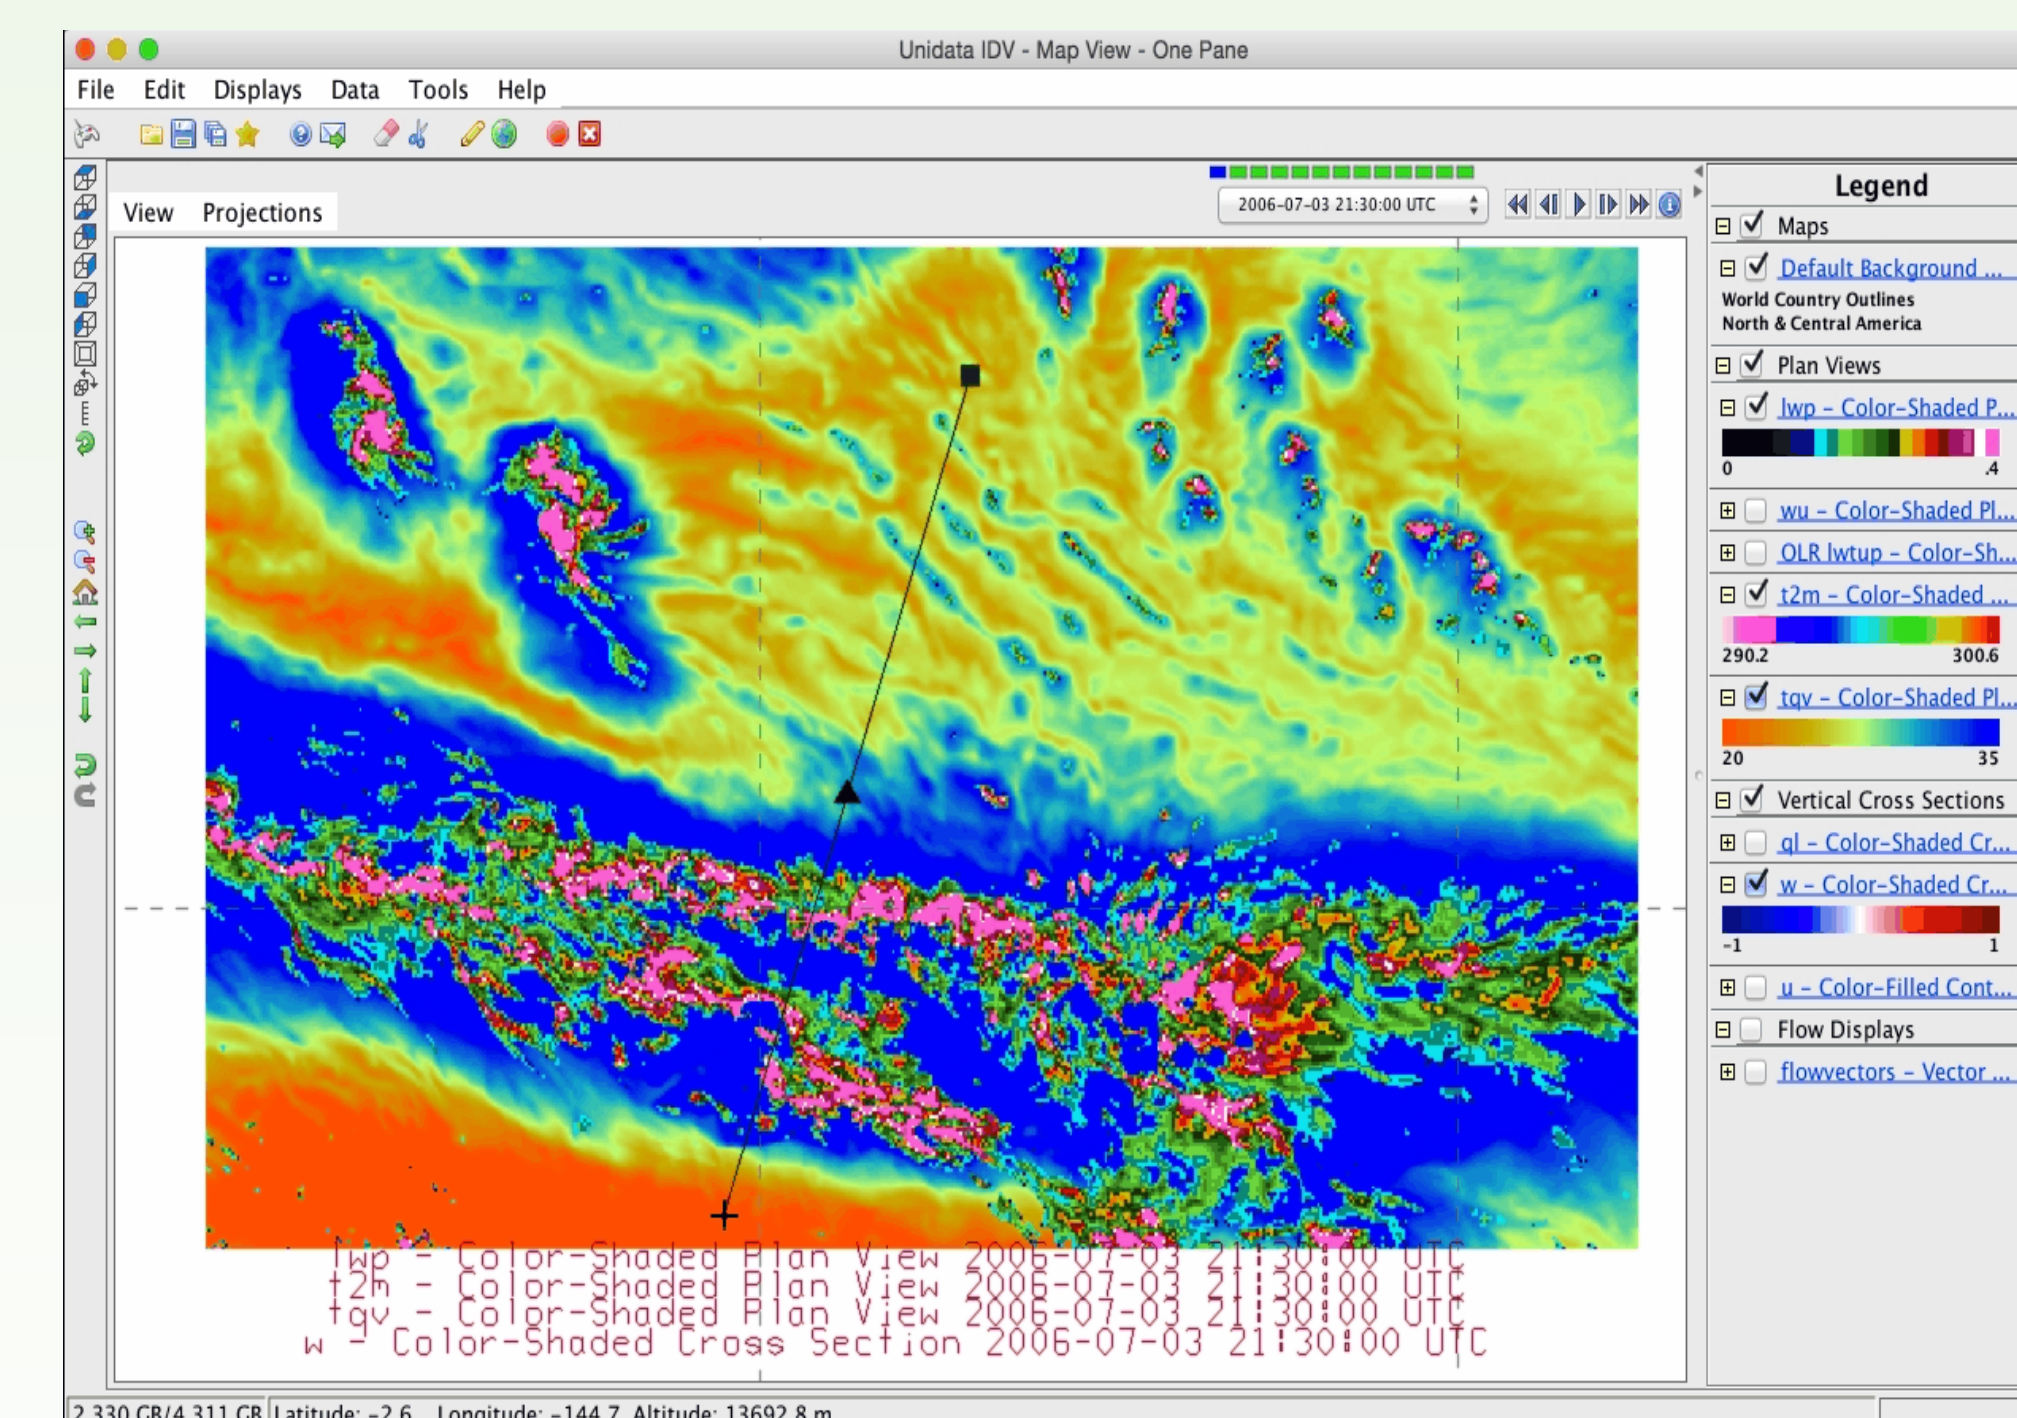 Unidata IDV - Map View - One Pane
File Edit Displays Data Tools Help
View Projections
2006-07-03 21:30:00 UTC
Legend
Maps
Default Background ...
World Country Outlines
North & Central America
Plan Views
lwp - Color-Shaded P...
0 .4
wu - Color-Shaded Pl...
OLR lwtup - Color-Sh...
t2m - Color-Shaded ...
290.2 300.6
tqv - Color-Shaded Pl...
20 35
Vertical Cross Sections
ql - Color-Shaded Cr...
w - Color-Shaded Cr...
-1 1
u - Color-Filled Cont...
Flow Displays
flowvectors - Vector ...
lwp - Color-Shaded Plan View 2006-07-03 21:30:00 UTC
t2m - Color-Shaded Plan View 2006-07-03 21:30:00 UTC
tqv - Color-Shaded Plan View 2006-07-03 21:30:00 UTC
w - Color-Shaded Cross Section 2006-07-03 21:30:00 UTC
2,330 GB/4,311 GB Latitude: -2.6 Longitude: -144.7 Altitude: 13692.8 m